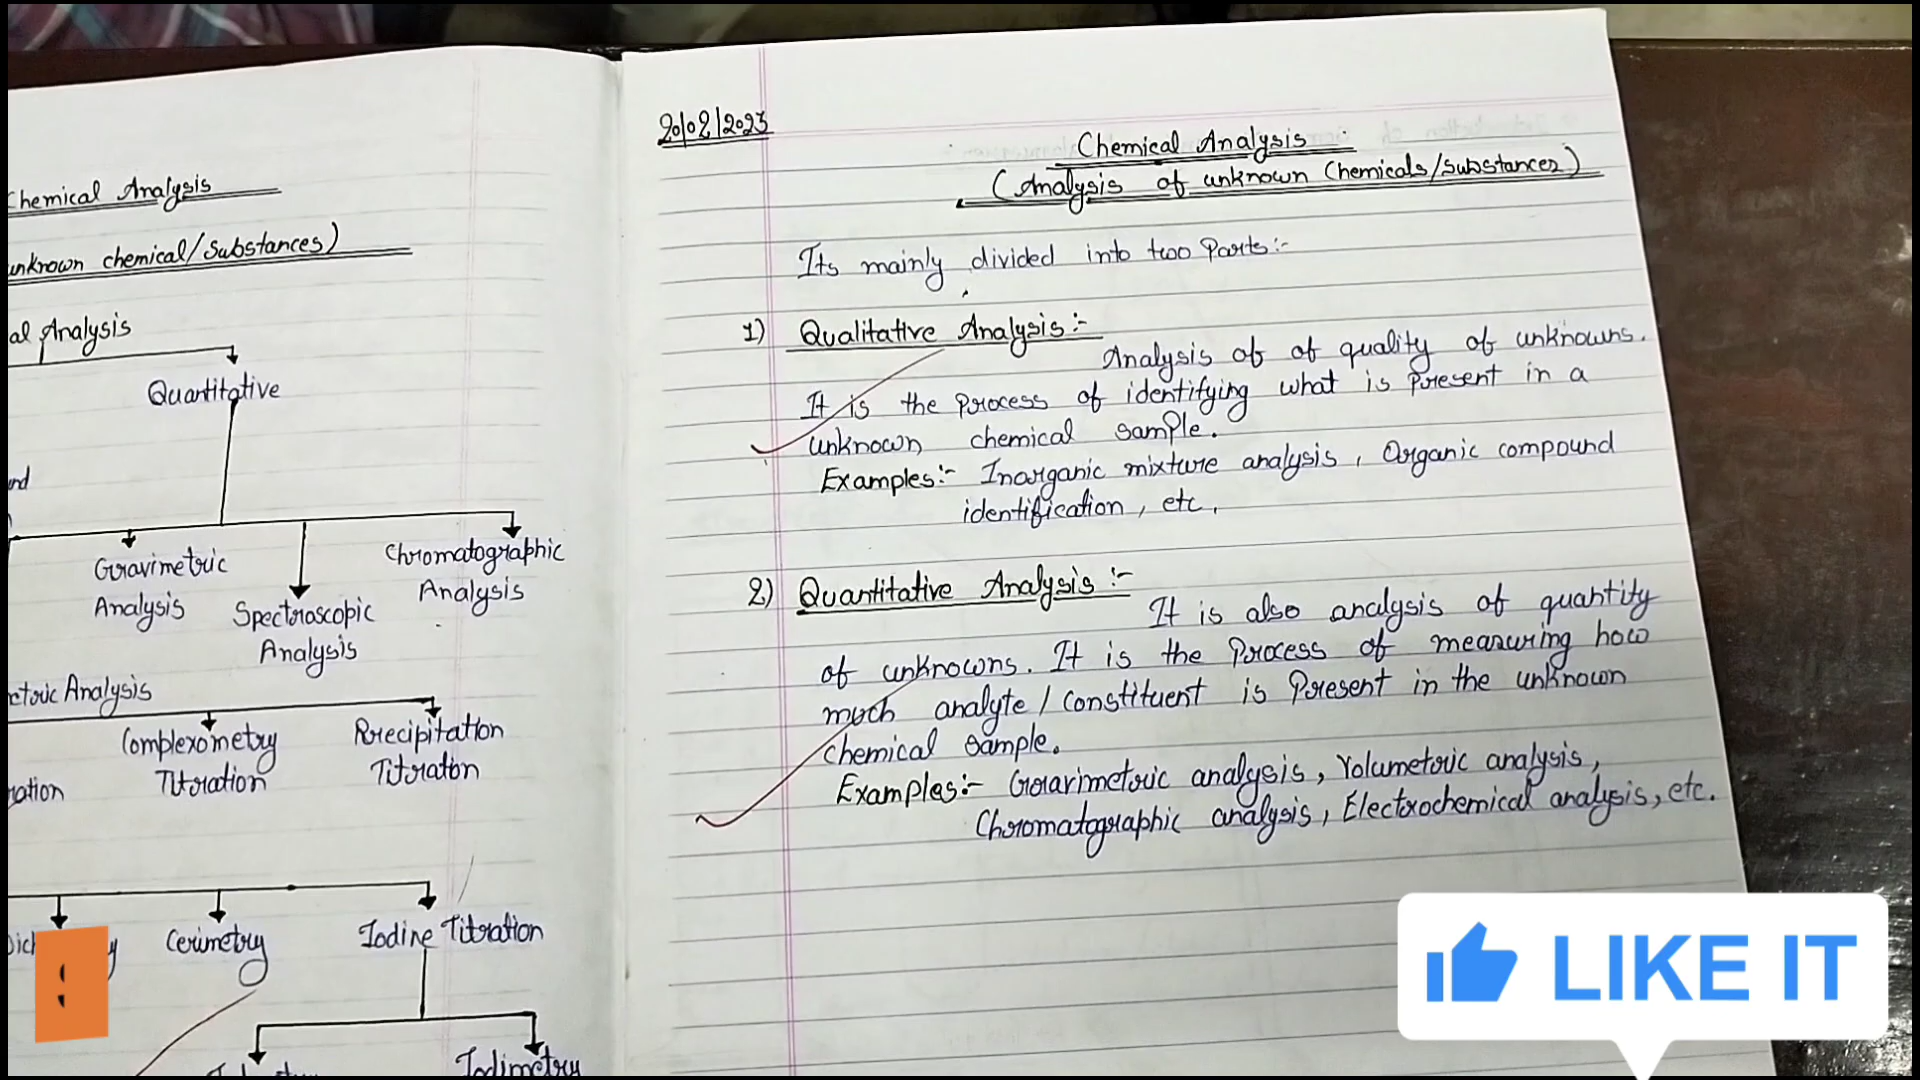 Chemical Analysis
unknown chemical/Substances)
al Analysis
Quantitative
Gravimetric
Analysis
Spectroscopic
Analysis
Chromatographic
Analysis
Analysis
Complexometry
Titration
Precipitation
Titration
Cerimetry
Iodine Titration
Iodimetry
20/02/2023
Chemical Analysis
(Analysis of unknown Chemicals/Substances)
Its mainly divided into two Parts:-
1) Qualitative Analysis:-
Analysis of of quality of unknowns.
It is the Process of identifying what is Present in a
unknown chemical sample.
Examples:- Inorganic mixture analysis, Organic compound
identification, etc.
2) Quantitative Analysis:-
It is also analysis of quantity
of unknowns. It is the Process of measuring how
much analyte/Constituent is Present in the unknown
chemical sample.
Examples:- Gravimetric analysis, Volumetric analysis,
Chromatographic analysis, Electrochemical analysis, etc.
LIKE IT